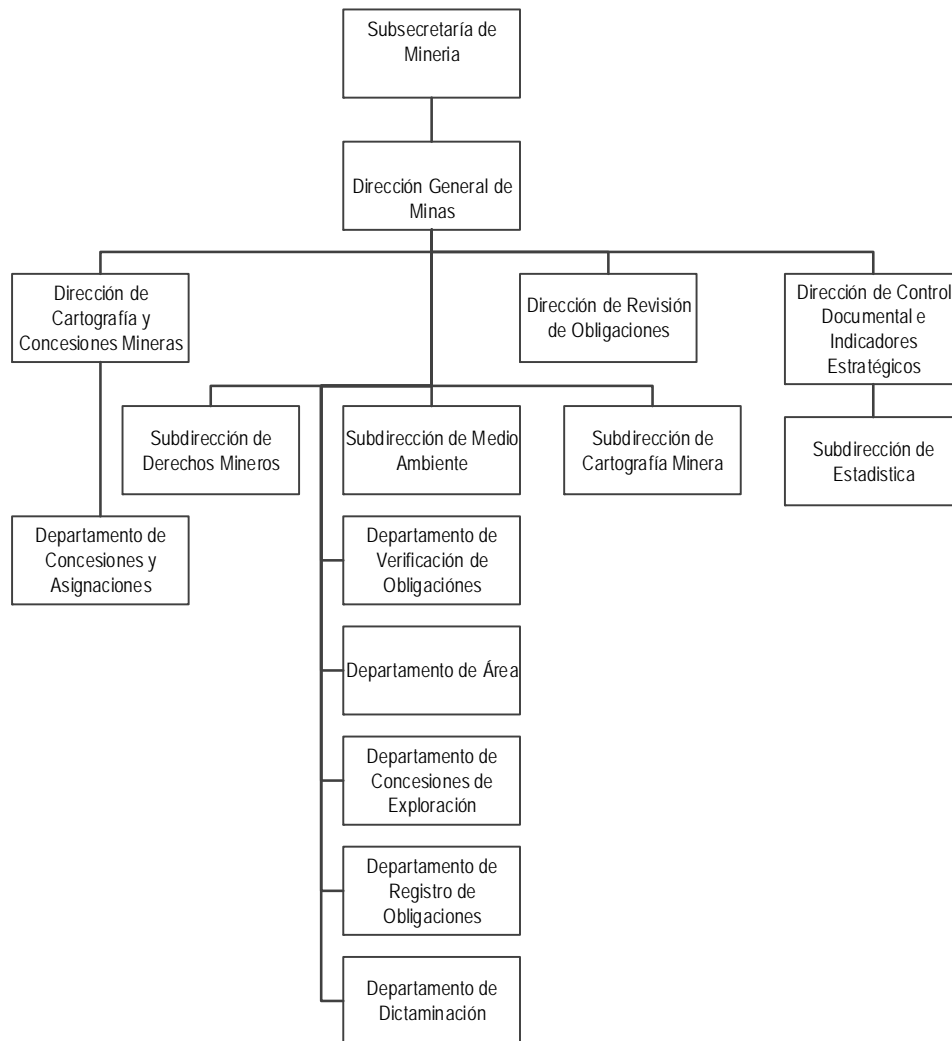 Subsecretaría de
Mineria
Dirección General de
Minas
Dirección de
Cartografía y
Concesiones Mineras
Dirección de Revisión
de Obligaciones
Dirección de Control
Documental e
Indicadores
Estratégicos
Subdirección de
Derechos Mineros
Subdirección de Medio
Ambiente
Subdirección de
Cartografía Minera
Subdirección de
Estadistica
Departamento de
Concesiones y
Asignaciones
Departamento de
Verificación de
Obligaciónes
Departamento de Área
Departamento de
Concesiones de
Exploración
Departamento de
Registro de
Obligaciones
Departamento de
Dictaminación